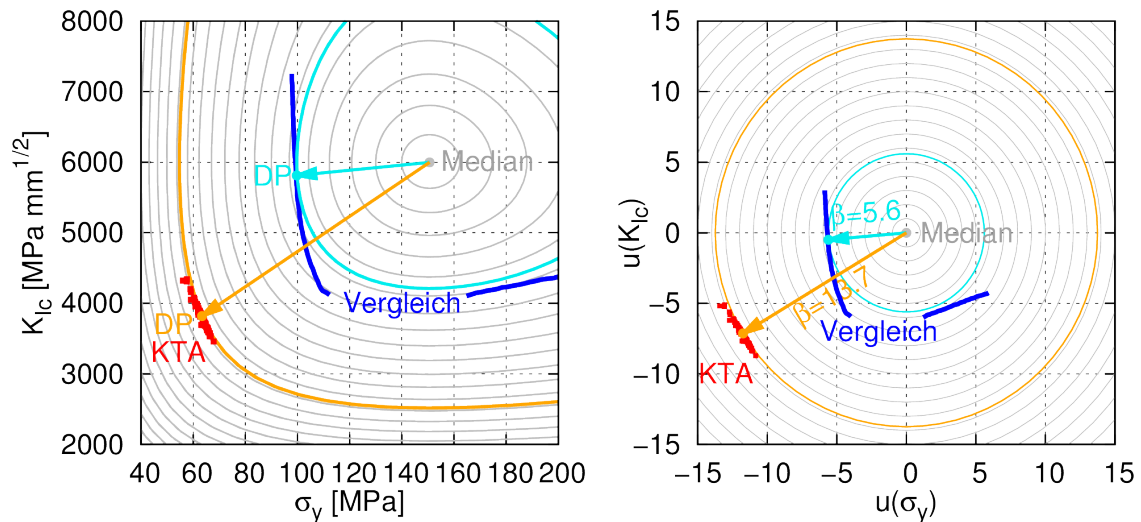 8000
7000
6000
5000
4000
3000
2000
K_Ic [MPa mm^1/2]
DP
Median
Vergleich
DP
KTA
40 60 80 100 120 140 160 180 200
σ_y [MPa]
15
10
5
0
−5
−10
−15
u(K_Ic)
β=5.6
Median
β=13.7
Vergleich
KTA
−15 −10 −5 0 5 10 15
u(σ_y)